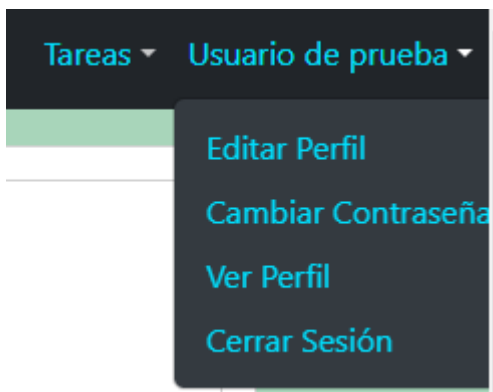 Tareas Usuario de prueba
Editar Perfil
Cambiar Contraseña
Ver Perfil
Cerrar Sesión